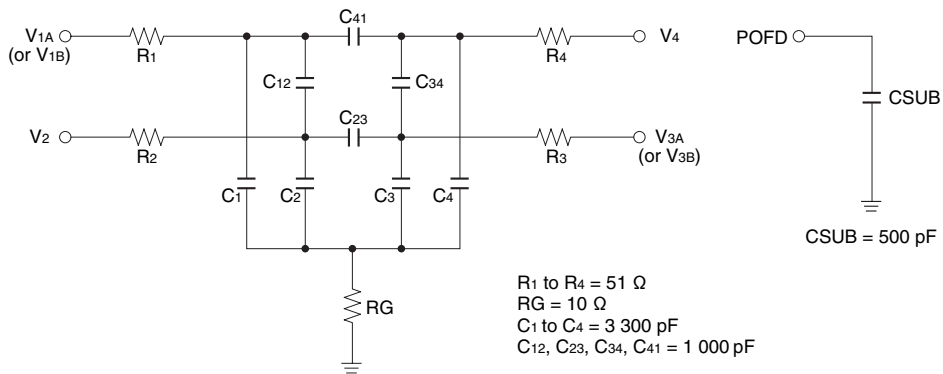 C41
V1A
(or V1B)
R1
R4
V4
POFD
C12
C34
CSUB
C23
V2
R2
R3
V3A
(or V3B)
C1
C2
C3
C4
CSUB = 500 pF
RG
R1 to R4 = 51 Ω
RG = 10 Ω
C1 to C4 = 3 300 pF
C12, C23, C34, C41 = 1 000 pF